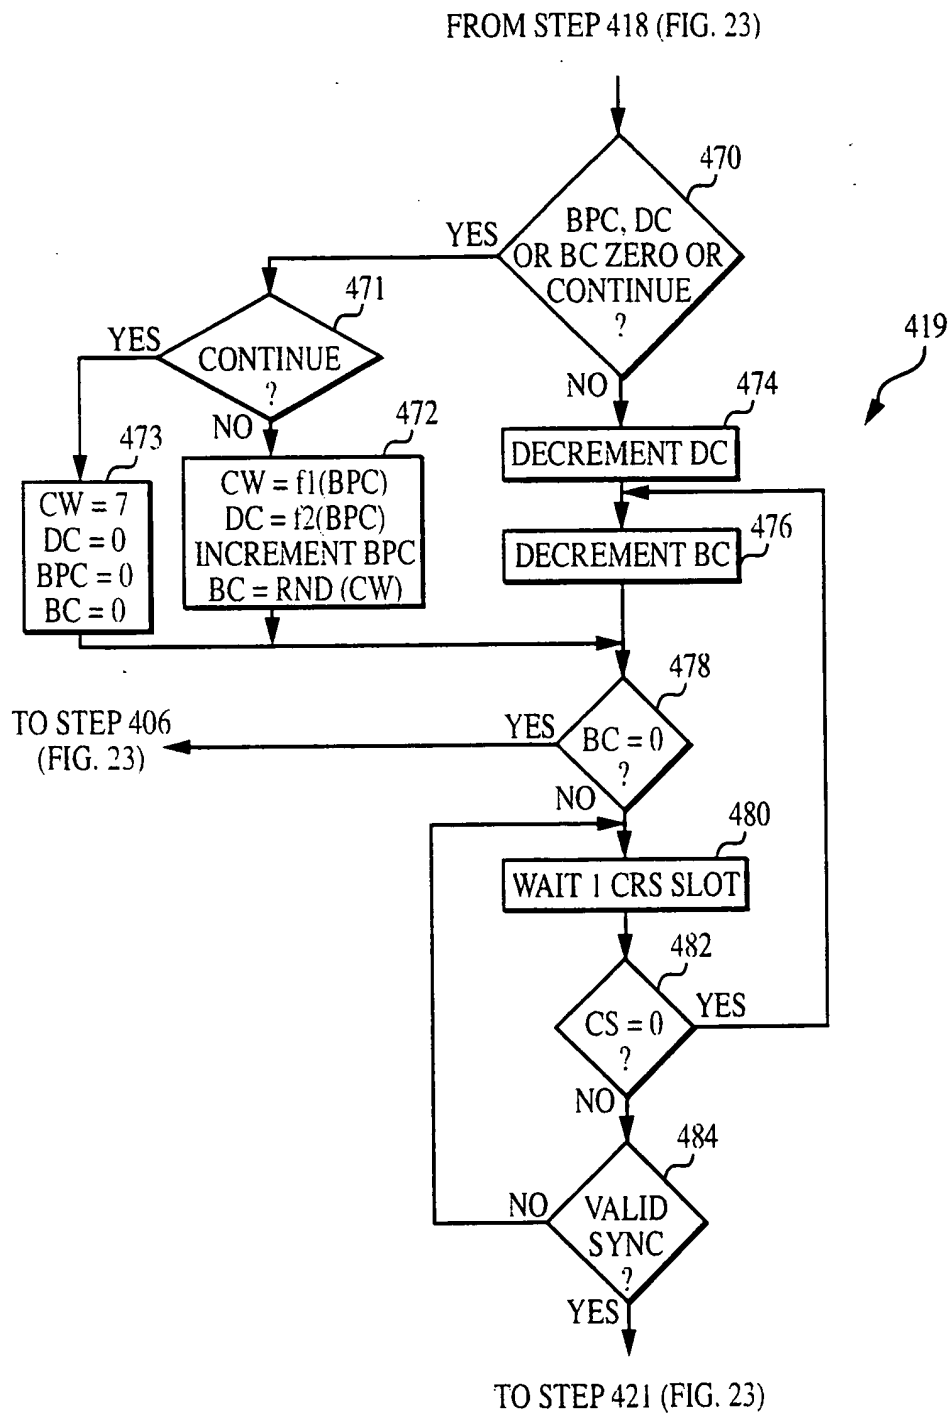 FROM STEP 418 (FIG. 23)
470
BPC, DC
OR BC ZERO OR
CONTINUE
?
YES
NO
471
CONTINUE
?
YES
NO
419
473
CW = 7
DC = 0
BPC = 0
BC = 0
472
CW = f1(BPC)
DC = f2(BPC)
INCREMENT BPC
BC = RND (CW)
474
DECREMENT DC
476
DECREMENT BC
478
BC = 0
?
YES
TO STEP 406
(FIG. 23)
NO
480
WAIT 1 CRS SLOT
482
CS = 0
?
YES
NO
484
VALID
SYNC
?
NO
YES
TO STEP 421 (FIG. 23)